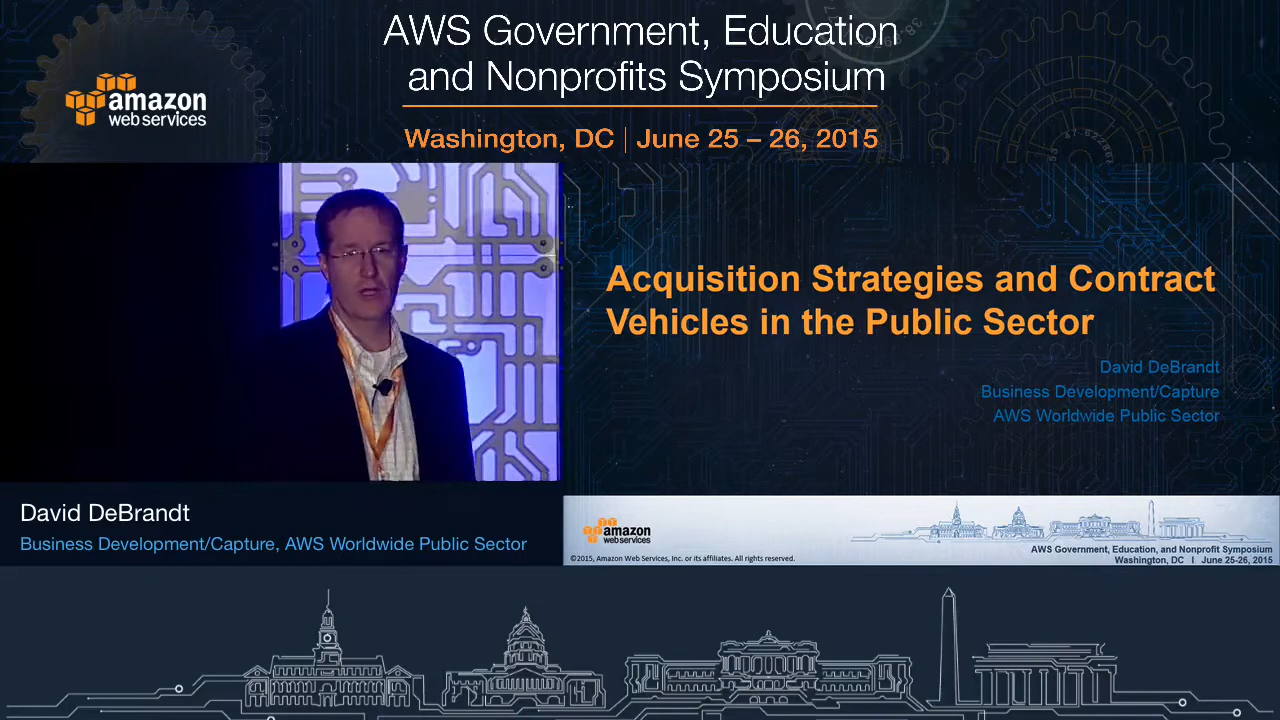 AWS Government, Education
and Nonprofits Symposium
amazon
web services
Washington, DC | June 25 – 26, 2015
Acquisition Strategies and Contract
Vehicles in the Public Sector
David DeBrandt
Business Development/Capture
AWS Worldwide Public Sector
David DeBrandt
Business Development/Capture, AWS Worldwide Public Sector
amazon
web services
©2015, Amazon Web Services, Inc. or its affiliates. All rights reserved.
AWS Government, Education, and Nonprofit Symposium
Washington, DC | June 25-26, 2015